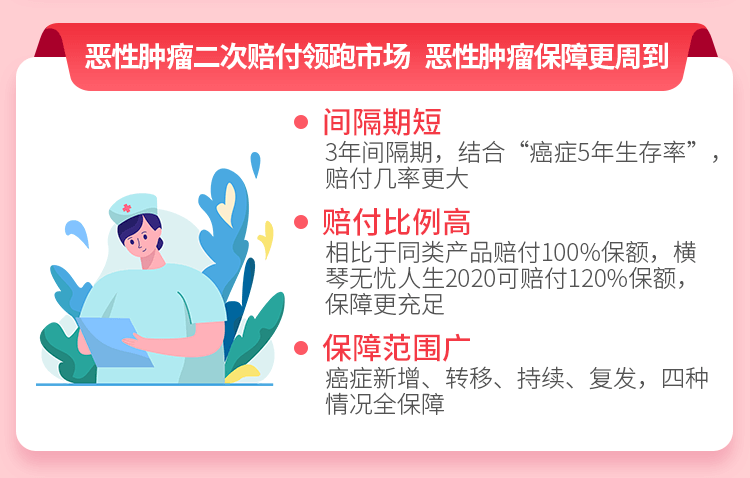 恶性肿瘤二次赔付领跑市场 恶性肿瘤保障更周到
间隔期短
3年间隔期，结合“癌症5年生存率”，
赔付几率更大
赔付比例高
相比于同类产品赔付100%保额，横
琴无忧人生2020可赔付120%保额，
保障更充足
保障范围广
癌症新增、转移、持续、复发，四种
情况全保障